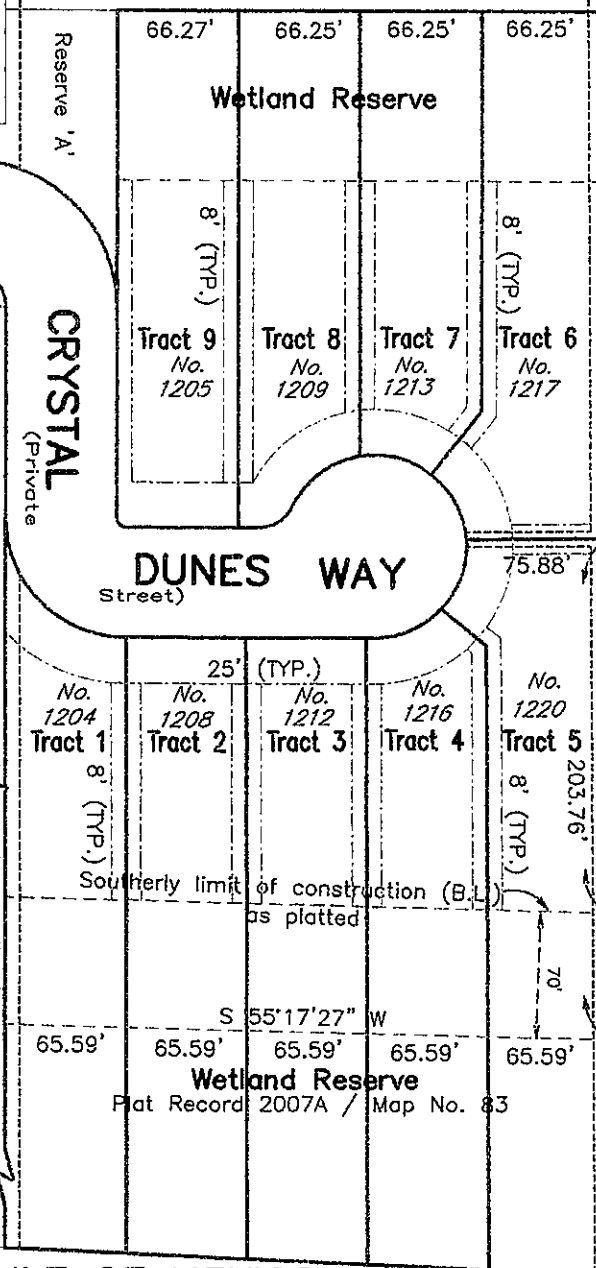 66.27' 66.25' 66.25' 66.25'
Reserve 'A'
Wetland Reserve
8' (TYP.)
8' (TYP.)
Tract 9 Tract 8 Tract 7 Tract 6
No. No. No. No.
1205 1209 1213 1217
CRYSTAL
(Private
DUNES WAY
Street)
75.88'
25' (TYP.)
No. No. No. No. No.
1204 1208 1212 1216 1220
Tract 1 Tract 2 Tract 3 Tract 4 Tract 5
203.76'
8' (TYP.)
8' (TYP.)
Southerly limit of construction (B.L.)
as platted
70'
S 55°17'27" W
65.59' 65.59' 65.59' 65.59' 65.59'
Wetland Reserve
Plat Record 2007A / Map No. 83